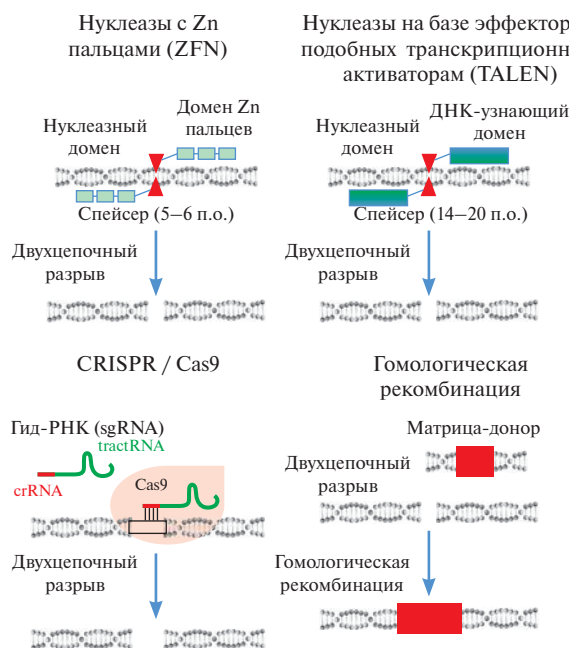 Нуклеазы с Zn
пальцами (ZFN)
Домен Zn
пальцев
Нуклеазный
домен
Спейсер (5–6 п.о.)
Двухцепочный
разрыв
Нуклеазы на базе эффектор
подобных транскрипционн
активаторам (TALEN)
ДНК-узнающий
домен
Нуклеазный
домен
Спейсер (14–20 п.о.)
Двухцепочный
разрыв
CRISPR / Cas9
Гид-РНК (sgRNA)
tractRNA
crRNA
Cas9
Двухцепочный
разрыв
Гомологическая
рекомбинация
Матрица-донор
Двухцепочный
разрыв
Гомологическая
рекомбинация